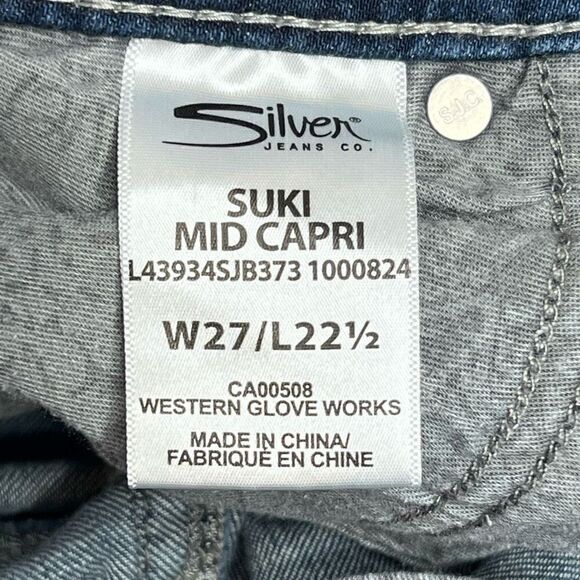 Silver®
JEANS CO.
S.J.C.
SUKI
MID CAPRI
L43934SJB373 1000824
W27/L22½
CA00508
WESTERN GLOVE WORKS
MADE IN CHINA/
FABRIQUÉ EN CHINE